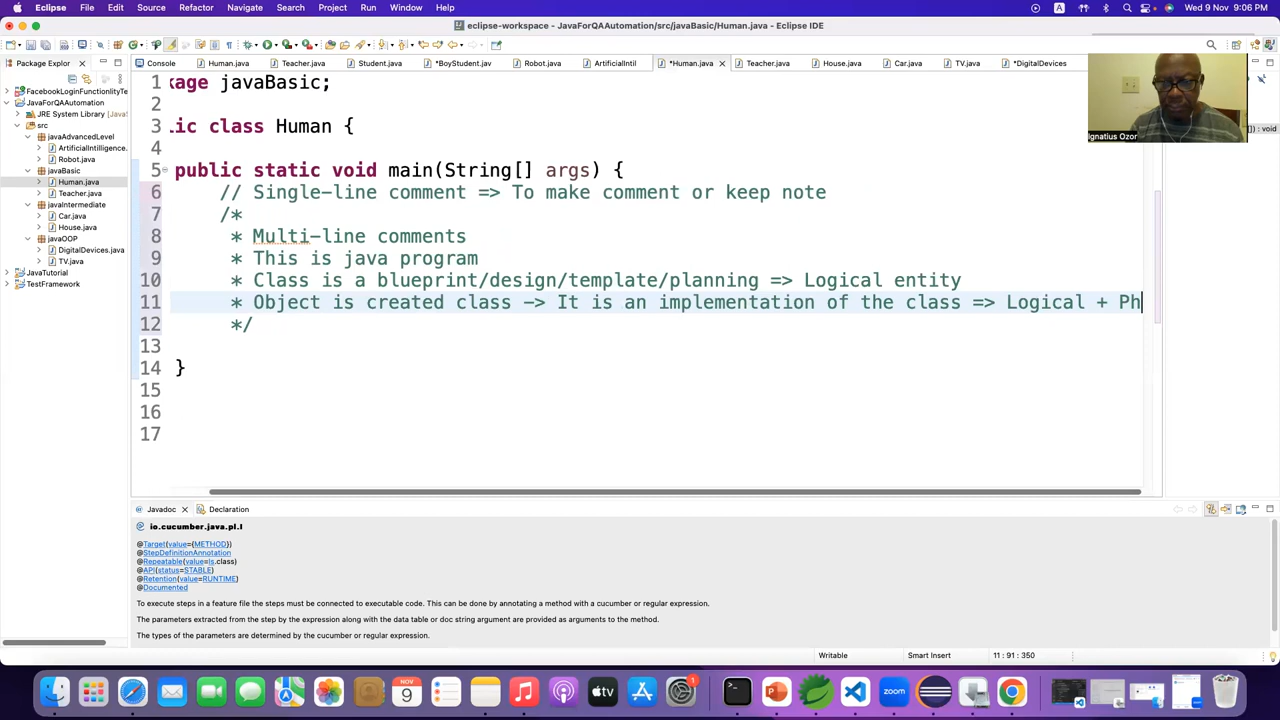 Eclipse File Edit Navigate Search Project Run Window Help Wed 9 Nov 9:06 PM
eclipse-workspace - JavaForQAAutomation/src/javaBasic/Human.java - Eclipse IDE
Package Explor
Console Human.java Teacher.java Student.java *BoyStudent.jav Robot.java ArtificialIntil *Human.java Teacher.java House.java Car.java TV.java *DigitalDevices
FacebookLoginFunctionlityTe
JavaForQAAutomation
JRE System Library [Java
src
javaAdvancedLevel
ArtificialIntilligence.
Robot.java
javaBasic
Human.java
Teacher.java
javaIntermediate
Car.java
House.java
javaOOP
DigitalDevices.java
TV.java
JavaTutorial
TestFramework
1 kage javaBasic;
2
3 lic class Human {
4
5 public static void main(String[] args) {
6 // Single-line comment => To make comment or keep note
7 /*
8 * Multi-line comments
9 * This is java program
10 * Class is a blueprint/design/template/planning => Logical entity
11 * Object is created class -> It is an implementation of the class => Logical + Ph
12 */
13
14 }
15
16
17
Ignatius Ozor
]) : void
Javadoc Declaration
io.cucumber.java.pl.I
@Target(value={METHOD})
@StepDefinitionAnnotation
@Repeatable(value=Is.class)
@API(status=STABLE)
@Retention(value=RUNTIME)
@Documented
To execute steps in a feature file the steps must be connected to executable code. This can be done by annotating a method with a cucumber or regular expression.
The parameters extracted from the step by the expression along with the data table or doc string argument are provided as arguments to the method.
The types of the parameters are determined by the cucumber or regular expression.
Writable Smart Insert 11 : 91 : 350
NOV
9
tv
1
zoom